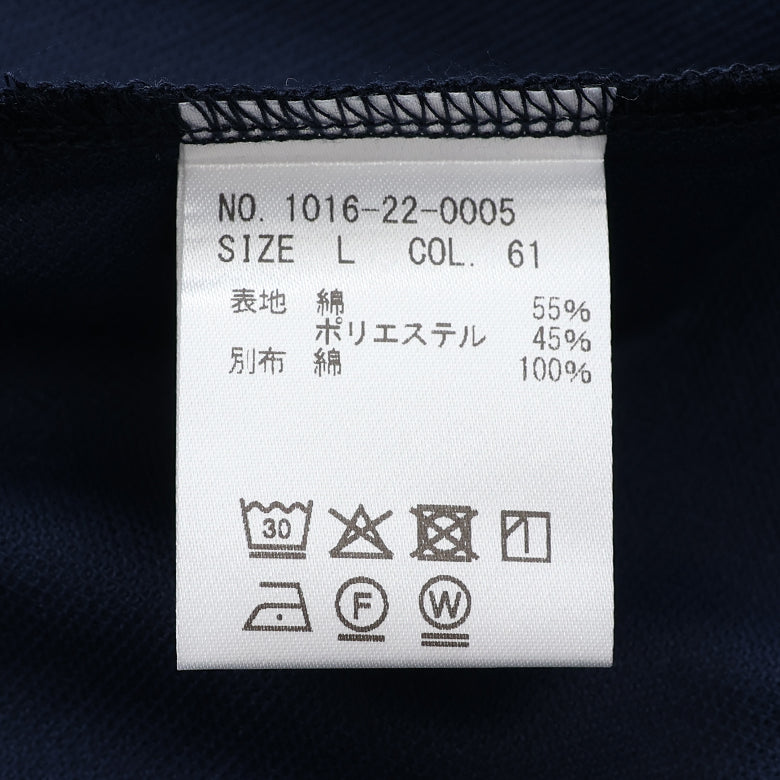 NO. 1016-22-0005
SIZE L COL. 61
表地 綿 55%
ポリエステル 45%
別布 綿 100%
30
F W